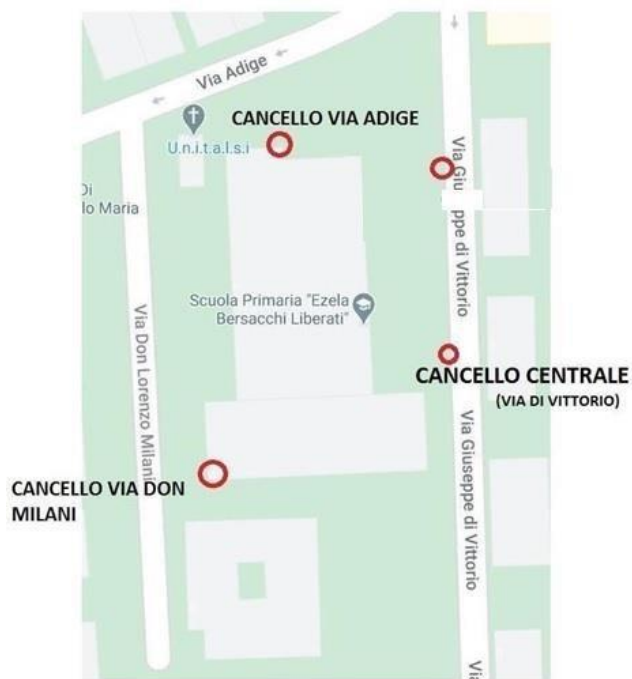 Via Adige
CANCELLO VIA ADIGE
U.n.i.t.a.l.s.i
Di
lo Maria
Via Giu ppe di Vittorio
Scuola Primaria "Ezela
Bersacchi Liberati"
Via Don Lorenzo Milani
CANCELLO CENTRALE
(VIA DI VITTORIO)
Via Giuseppe di Vittorio
CANCELLO VIA DON
MILANI
Via